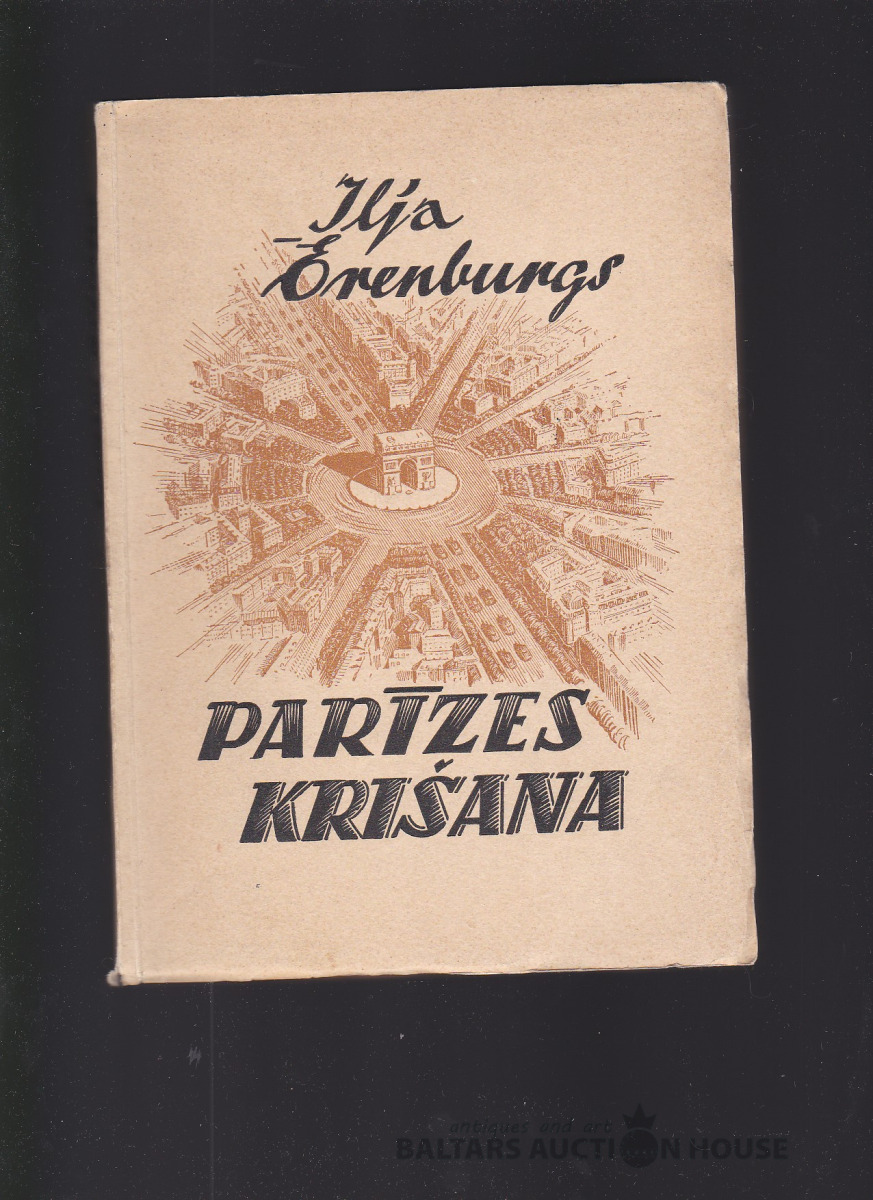 Ilja
Ērenburgs
PARĪZES
KRIŠANA
antiques and art
BALTARS AUCTION HOUSE